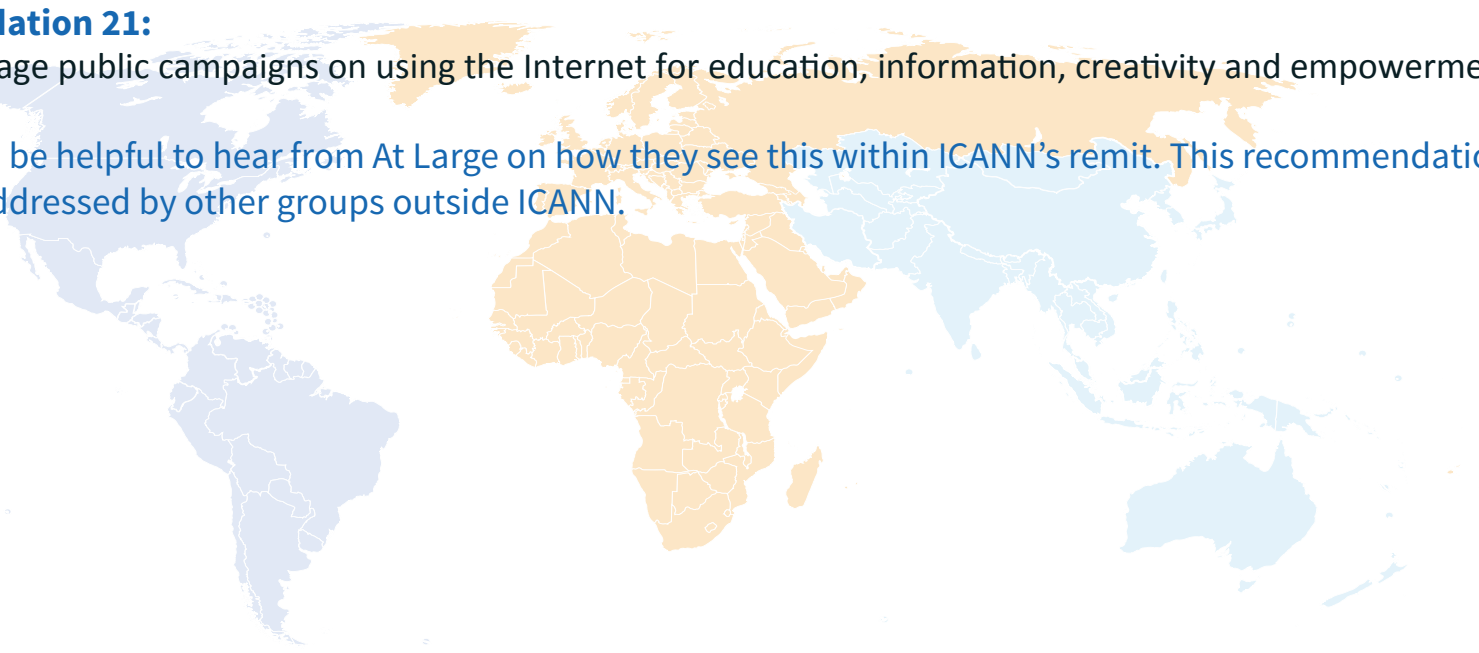 lation 21:
age public campaigns on using the Internet for education, information, creativity and empowerme
be helpful to hear from At Large on how they see this within ICANN’s remit. This recommendatio
ddressed by other groups outside ICANN.